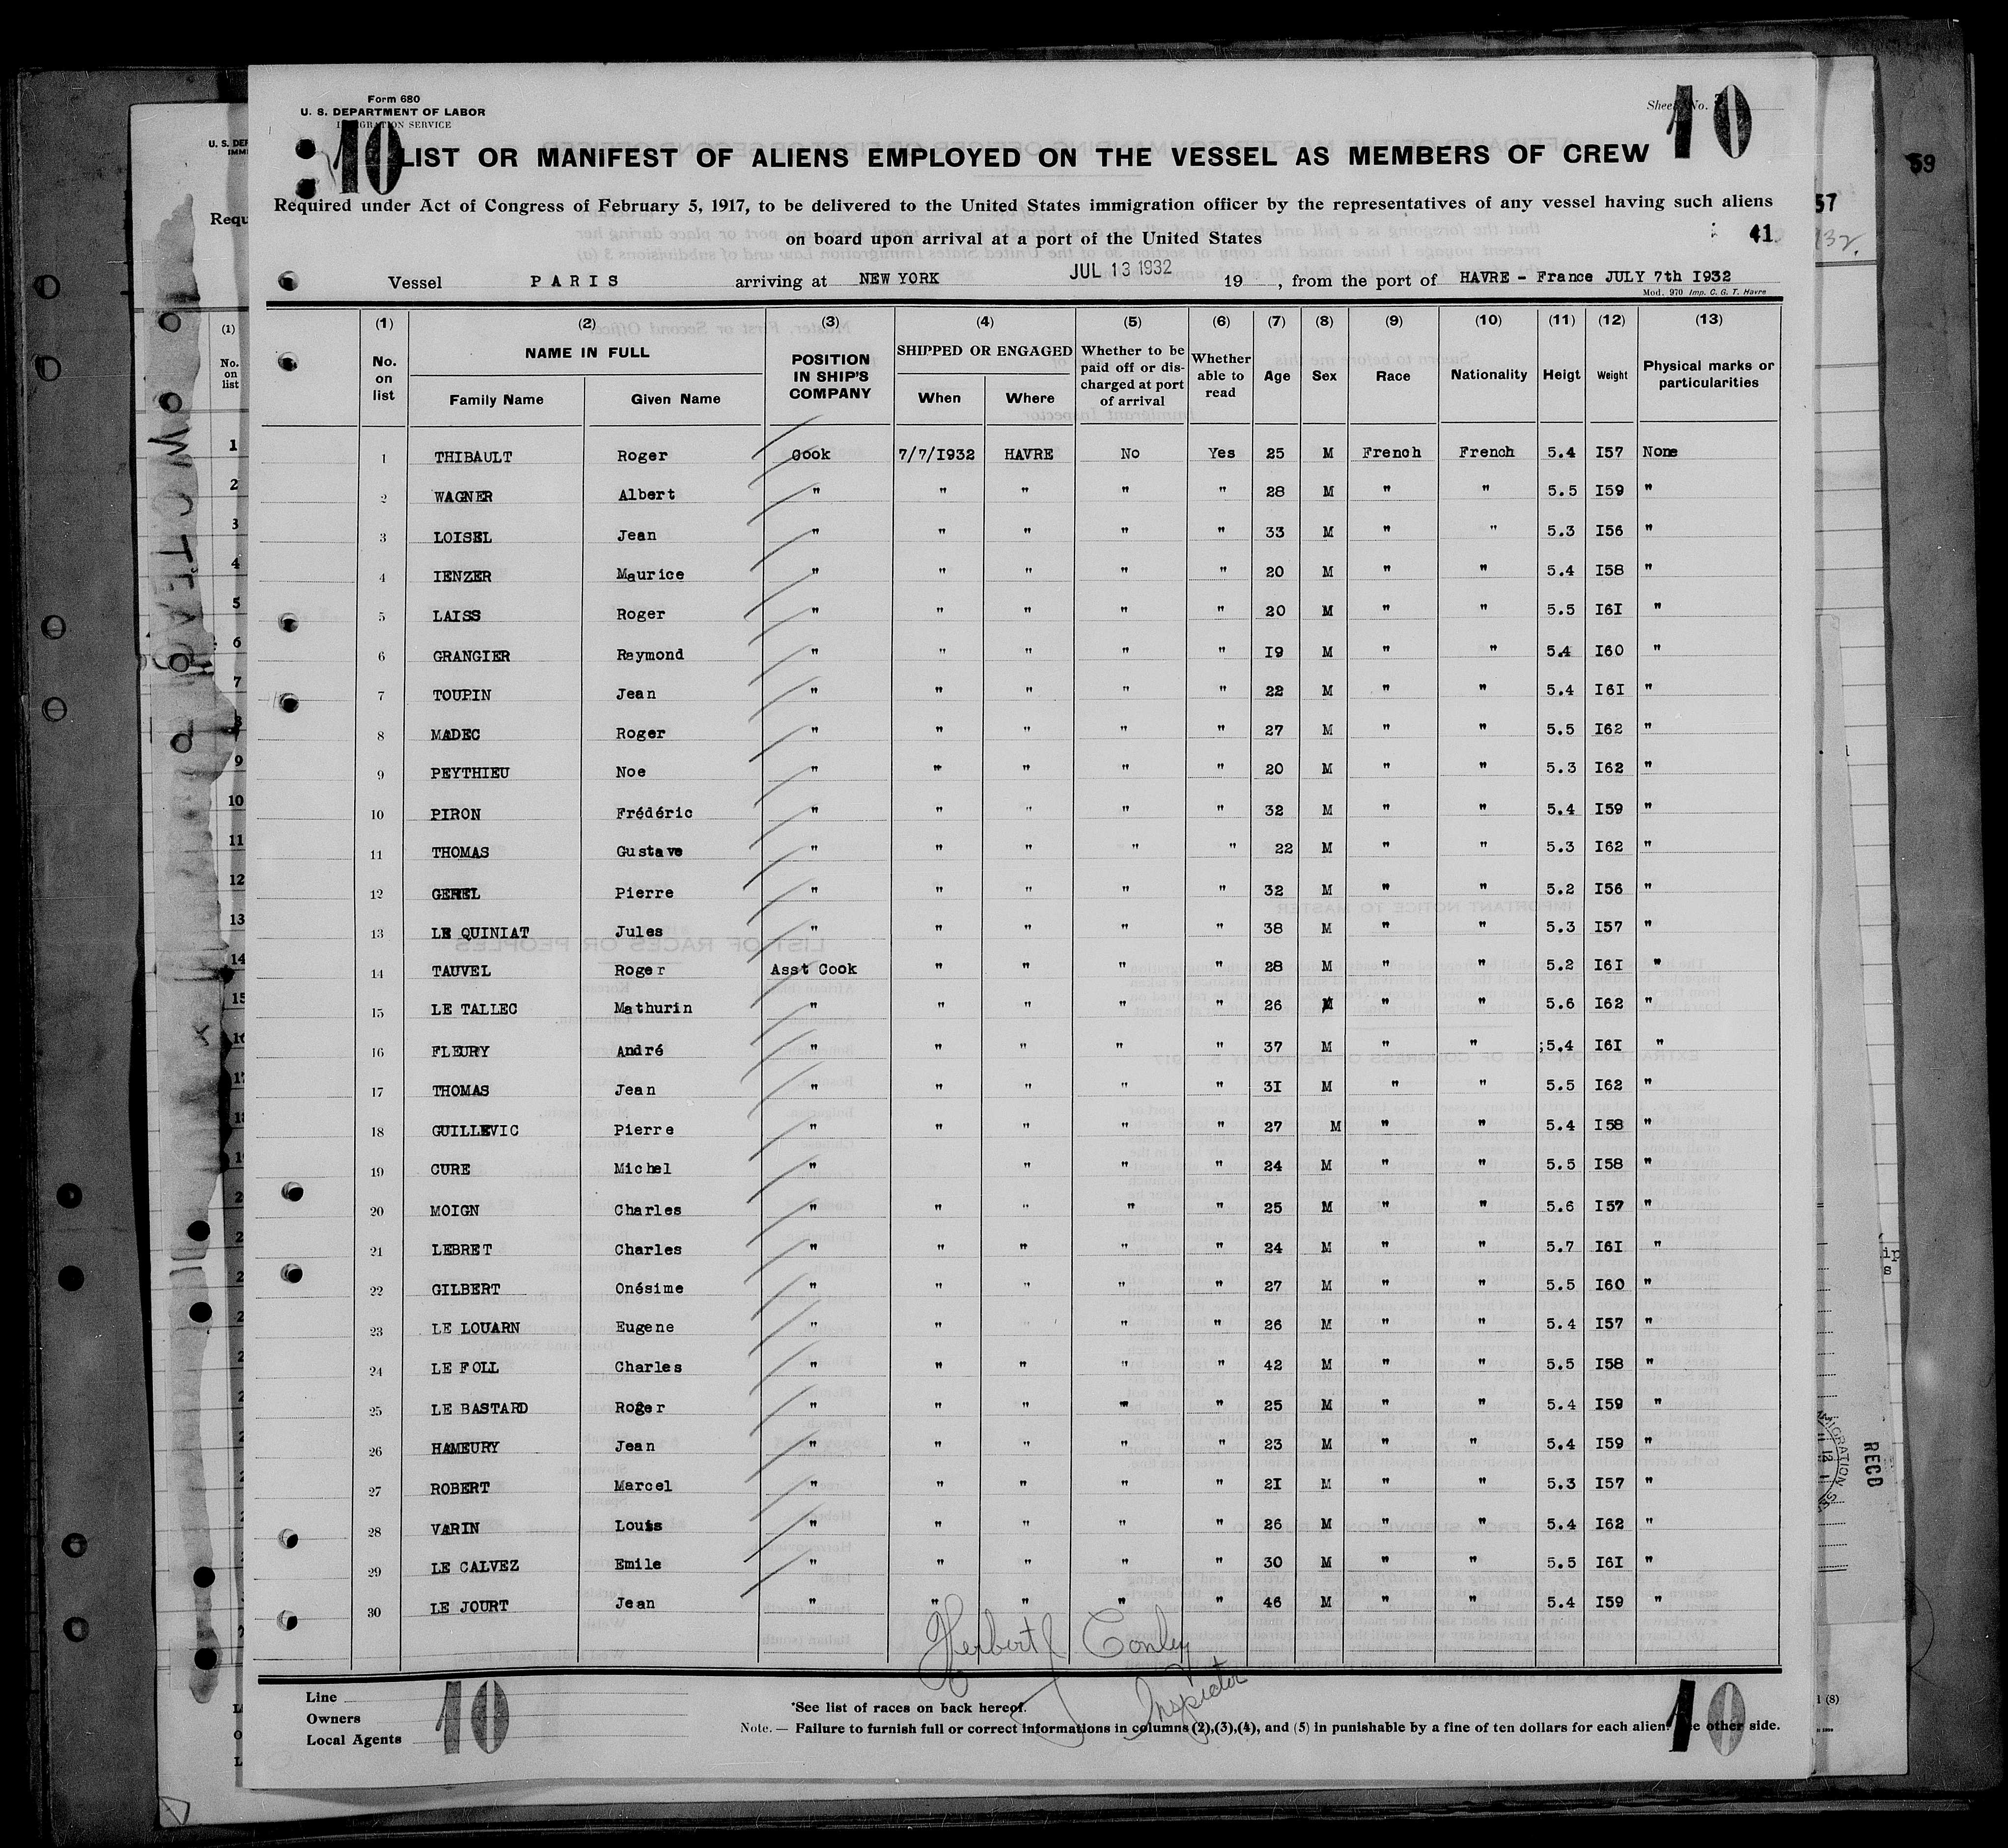 Form 680
U. S. DEPARTMENT OF LABOR
IMMIGRATION SERVICE
Sheet No.
10
10
LIST OR MANIFEST OF ALIENS EMPLOYED ON THE VESSEL AS MEMBERS OF CREW
Required under Act of Congress of February 5, 1917, to be delivered to the United States immigration officer by the representatives of any vessel having such aliens
on board upon arrival at a port of the United States
41
Vessel PARIS arriving at NEW YORK JUL 13 1932 19 , from the port of HAVRE - France JULY 7th I932
Mod. 970 Imp. C. G. T. Havre
(1) (2) (3) (4) (5) (6) (7) (8) (9) (10) (11) (12) (13)
No. on list NAME IN FULL Family Name Given Name POSITION IN SHIP'S COMPANY SHIPPED OR ENGAGED When Where Whether to be paid off or discharged at port of arrival Whether able to read Age Sex Race Nationality Heigt Weight Physical marks or particularities
1 THIBAULT Roger Cook 7/7/I932 HAVRE No Yes 25 M French French 5.4 I57 None
2 WAGNER Albert " " " " " 28 M " " 5.5 I59 "
3 LOISEL Jean " " " " " 33 M " " 5.3 I56 "
4 IENZER Maurice " " " " " 20 M " " 5.4 I58 "
5 LAISS Roger " " " " " 20 M " " 5.5 I6I "
6 GRANGIER Raymond " " " " " I9 M " " 5.4 I60 "
7 TOUPIN Jean " " " " " 22 M " " 5.4 I6I "
8 MADEC Roger " " " " " 27 M " " 5.5 I62 "
9 PEYTHIEU Noe " " " " " 20 M " " 5.3 I62 "
10 PIRON Frédéric " " " " " 32 M " " 5.4 I59 "
11 THOMAS Gustave " " " " " 22 M " " 5.3 I62 "
12 GEREL Pierre " " " " " 32 M " " 5.2 I56 "
13 LE QUINIAT Jules " " " " " 38 M " " 5.3 I57 "
14 TAUVEL Roger Asst Cook " " " " 28 M " " 5.2 I6I "
15 LE TALLEC Mathurin " " " " " 26 M " " 5.6 I62 "
16 FLEURY André " " " " " 37 M " " ;5.4 I6I "
17 THOMAS Jean " " " " " 3I M " " 5.5 I62 "
18 GUILLEVIC Pierre " " " " " 27 M " " 5.4 I58 "
19 CURE Michel " " " " 24 M " " 5.5 I58 "
20 MOIGN Charles " " " " " 25 M " " 5.6 I57 "
21 LEBRET Charles " " " " " 24 M " " 5.7 I6I "
22 GILBERT Onésime " " " " " 27 M " " 5.5 I60 "
23 LE LOUARN Eugene " " " " " 26 M " " 5.4 I57 "
24 LE FOLL Charles " " " " " 42 M " " 5.5 I58 "
25 LE BASTARD Roger " " " " " 25 M " " 5.4 I59 "
26 HAMEURY Jean " " " " " 23 M " " 5.4 I59 "
27 ROBERT Marcel " " " " " 2I M " " 5.3 I57 "
28 VARIN Louis " " " " " 26 M " " 5.4 I62 "
29 LE CALVEZ Emile " " " " " 30 M " " 5.5 I6I "
30 LE JOURT Jean " " " " " 46 M " " 5.4 I59 "
Herbert Conley
Inspector
Line
Owners
Local Agents
10
*See list of races on back hereof.
Note. — Failure to furnish full or correct informations in columns (2),(3),(4), and (5) in punishable by a fine of ten dollars for each alien. See other side.
10
59
57
RECD